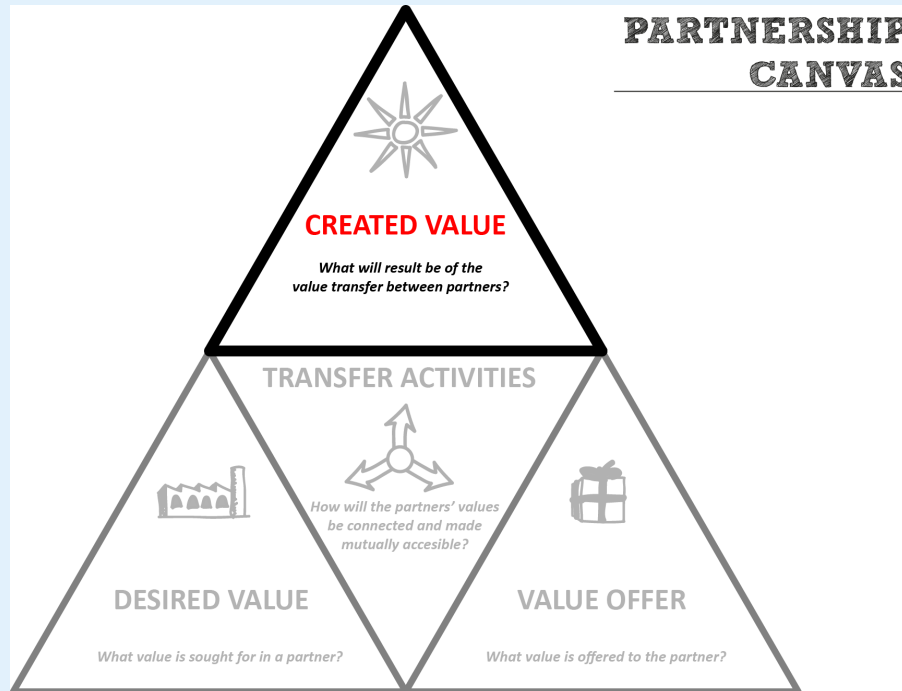 PARTNERSHIP
CANVAS
CREATED VALUE
What will result be of the
value transfer between partners?
TRANSFER ACTIVITIES
How will the partners' values
be connected and made
mutually accesible?
DESIRED VALUE
What value is sought for in a partner?
VALUE OFFER
What value is offered to the partner?